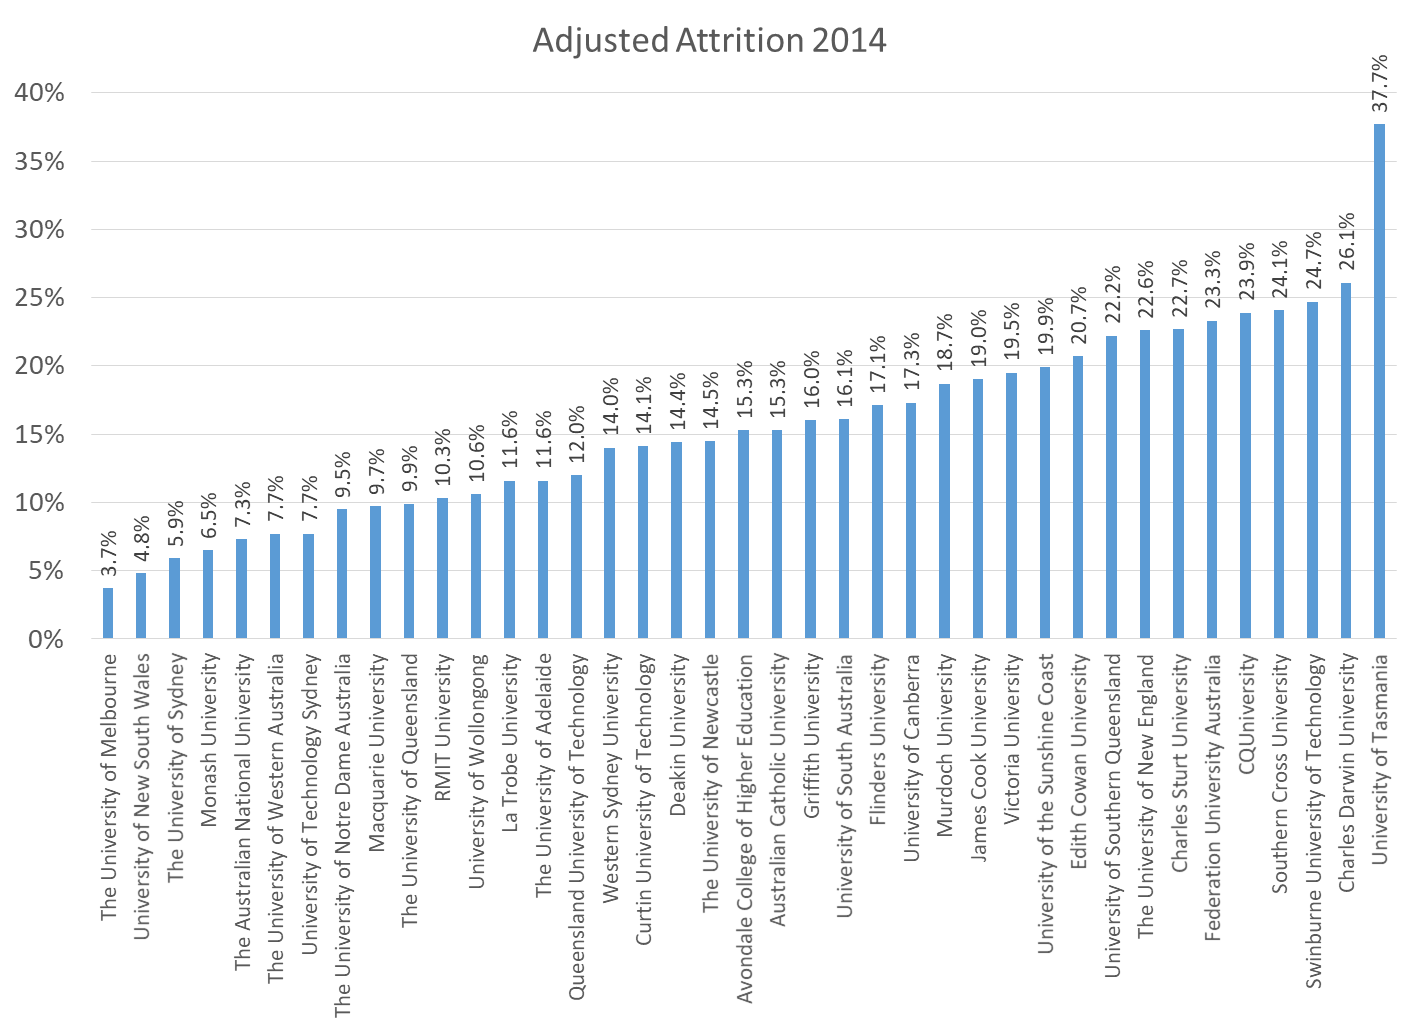 Adjusted Attrition 2014
40%
35%
30%
25%
20%
15%
10%
5%
0%
3.7%
4.8%
5.9%
6.5%
7.3%
7.7%
7.7%
9.5%
9.7%
9.9%
10.3%
10.6%
11.6%
11.6%
12.0%
14.0%
14.1%
14.4%
14.5%
15.3%
15.3%
16.0%
16.1%
17.1%
17.3%
18.7%
19.0%
19.5%
19.9%
20.7%
22.2%
22.6%
22.7%
23.3%
23.9%
24.1%
24.7%
26.1%
37.7%
The University of Melbourne
University of New South Wales
The University of Sydney
Monash University
The Australian National University
The University of Western Australia
University of Technology Sydney
The University of Notre Dame Australia
Macquarie University
The University of Queensland
RMIT University
University of Wollongong
La Trobe University
The University of Adelaide
Queensland University of Technology
Western Sydney University
Curtin University of Technology
Deakin University
The University of Newcastle
Avondale College of Higher Education
Australian Catholic University
Griffith University
University of South Australia
Flinders University
University of Canberra
Murdoch University
James Cook University
Victoria University
University of the Sunshine Coast
Edith Cowan University
University of Southern Queensland
The University of New England
Charles Sturt University
Federation University Australia
CQUniversity
Southern Cross University
Swinburne University of Technology
Charles Darwin University
University of Tasmania